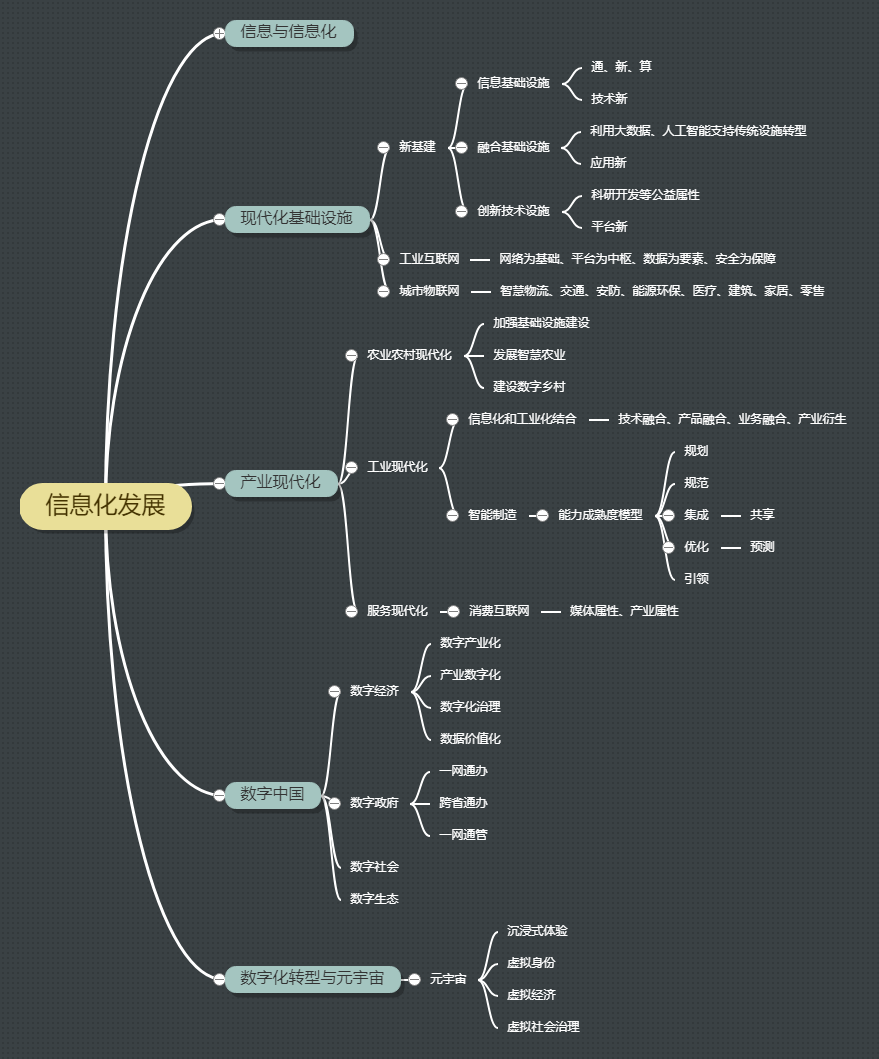 信息化发展
信息与信息化
现代化基础设施
新基建
信息基础设施
通、新、算
技术新
融合基础设施
利用大数据、人工智能支持传统设施转型
应用新
创新技术设施
科研开发等公益属性
平台新
工业互联网
网络为基础、平台为中枢、数据为要素、安全为保障
城市物联网
智慧物流、交通、安防、能源环保、医疗、建筑、家居、零售
产业现代化
农业农村现代化
加强基础设施建设
发展智慧农业
建设数字乡村
工业现代化
信息化和工业化结合
技术融合、产品融合、业务融合、产业衍生
智能制造
能力成熟度模型
规划
规范
集成
共享
优化
预测
引领
服务现代化
消费互联网
媒体属性、产业属性
数字中国
数字经济
数字产业化
产业数字化
数字化治理
数据价值化
数字政府
一网通办
跨省通办
一网通管
数字社会
数字生态
数字化转型与元宇宙
元宇宙
沉浸式体验
虚拟身份
虚拟经济
虚拟社会治理